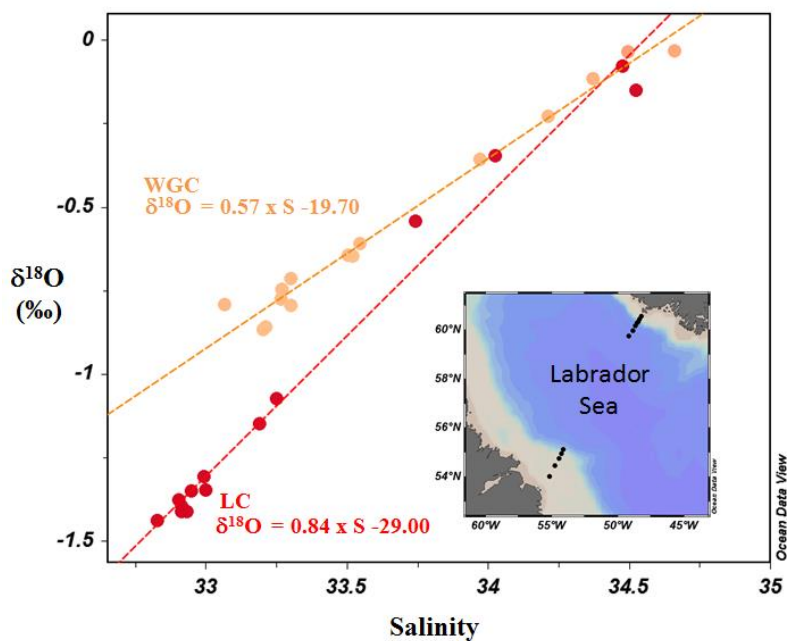 0
-0.5
-1
-1.5
δ¹⁸O
(‰)
WGC
δ¹⁸O = 0.57 x S -19.70
LC
δ¹⁸O = 0.84 x S -29.00
33
33.5
34
34.5
35
Salinity
60°N
58°N
56°N
54°N
60°W
55°W
50°W
45°W
Labrador
Sea
Ocean Data View
Ocean Data View